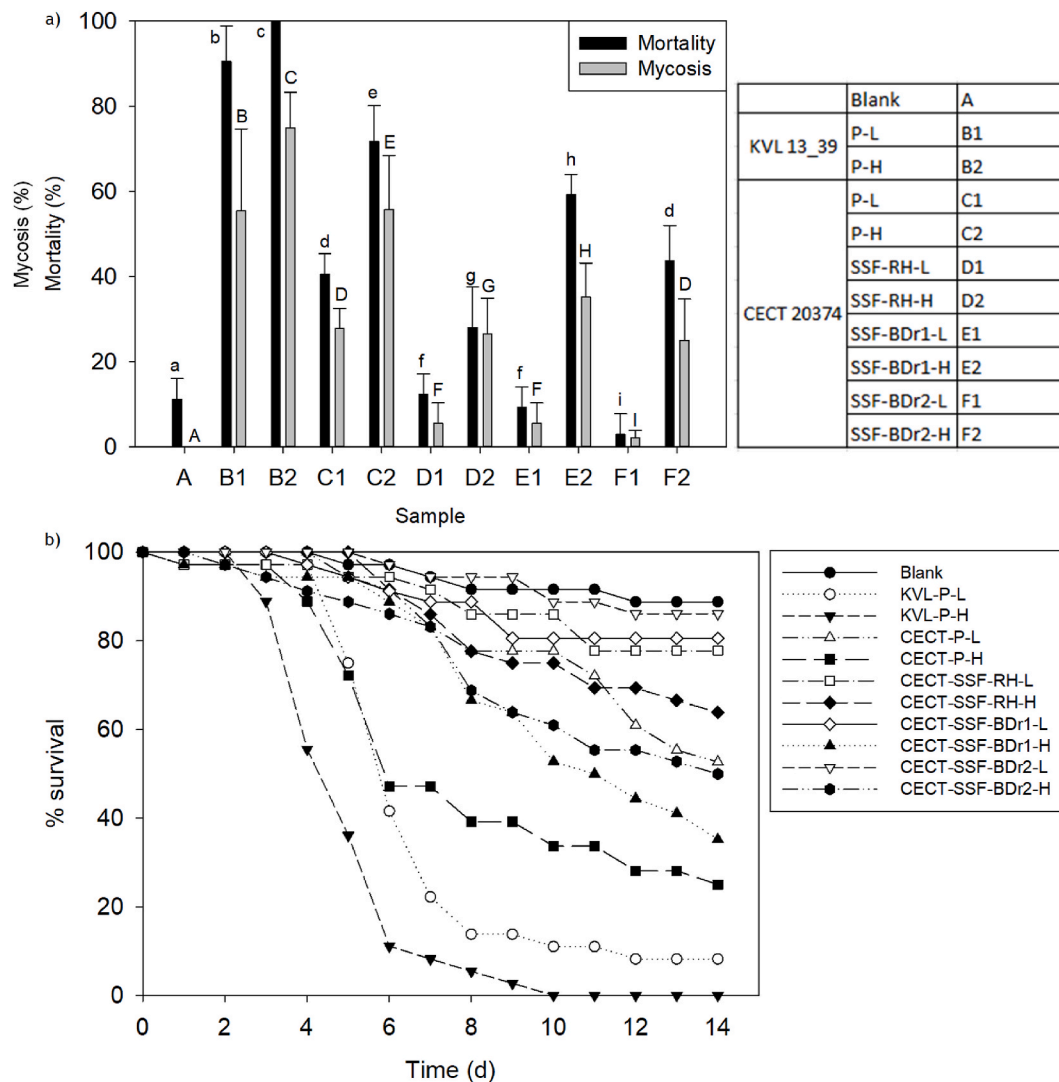 a)
100
80
60
40
20
0
Mycosis (%)
Mortality (%)
Mortality
Mycosis
a
A
b
B
c
C
d
D
e
E
f
F
g
G
f
F
h
H
i
I
d
D
A B1 B2 C1 C2 D1 D2 E1 E2 F1 F2
Sample
Blank A
KVL 13_39
P-L B1
P-H B2
CECT 20374
P-L C1
P-H C2
SSF-RH-L D1
SSF-RH-H D2
SSF-BDr1-L E1
SSF-BDr1-H E2
SSF-BDr2-L F1
SSF-BDr2-H F2
b)
100
80
60
40
20
0
% survival
0 2 4 6 8 10 12 14
Time (d)
Blank
KVL-P-L
KVL-P-H
CECT-P-L
CECT-P-H
CECT-SSF-RH-L
CECT-SSF-RH-H
CECT-SSF-BDr1-L
CECT-SSF-BDr1-H
CECT-SSF-BDr2-L
CECT-SSF-BDr2-H